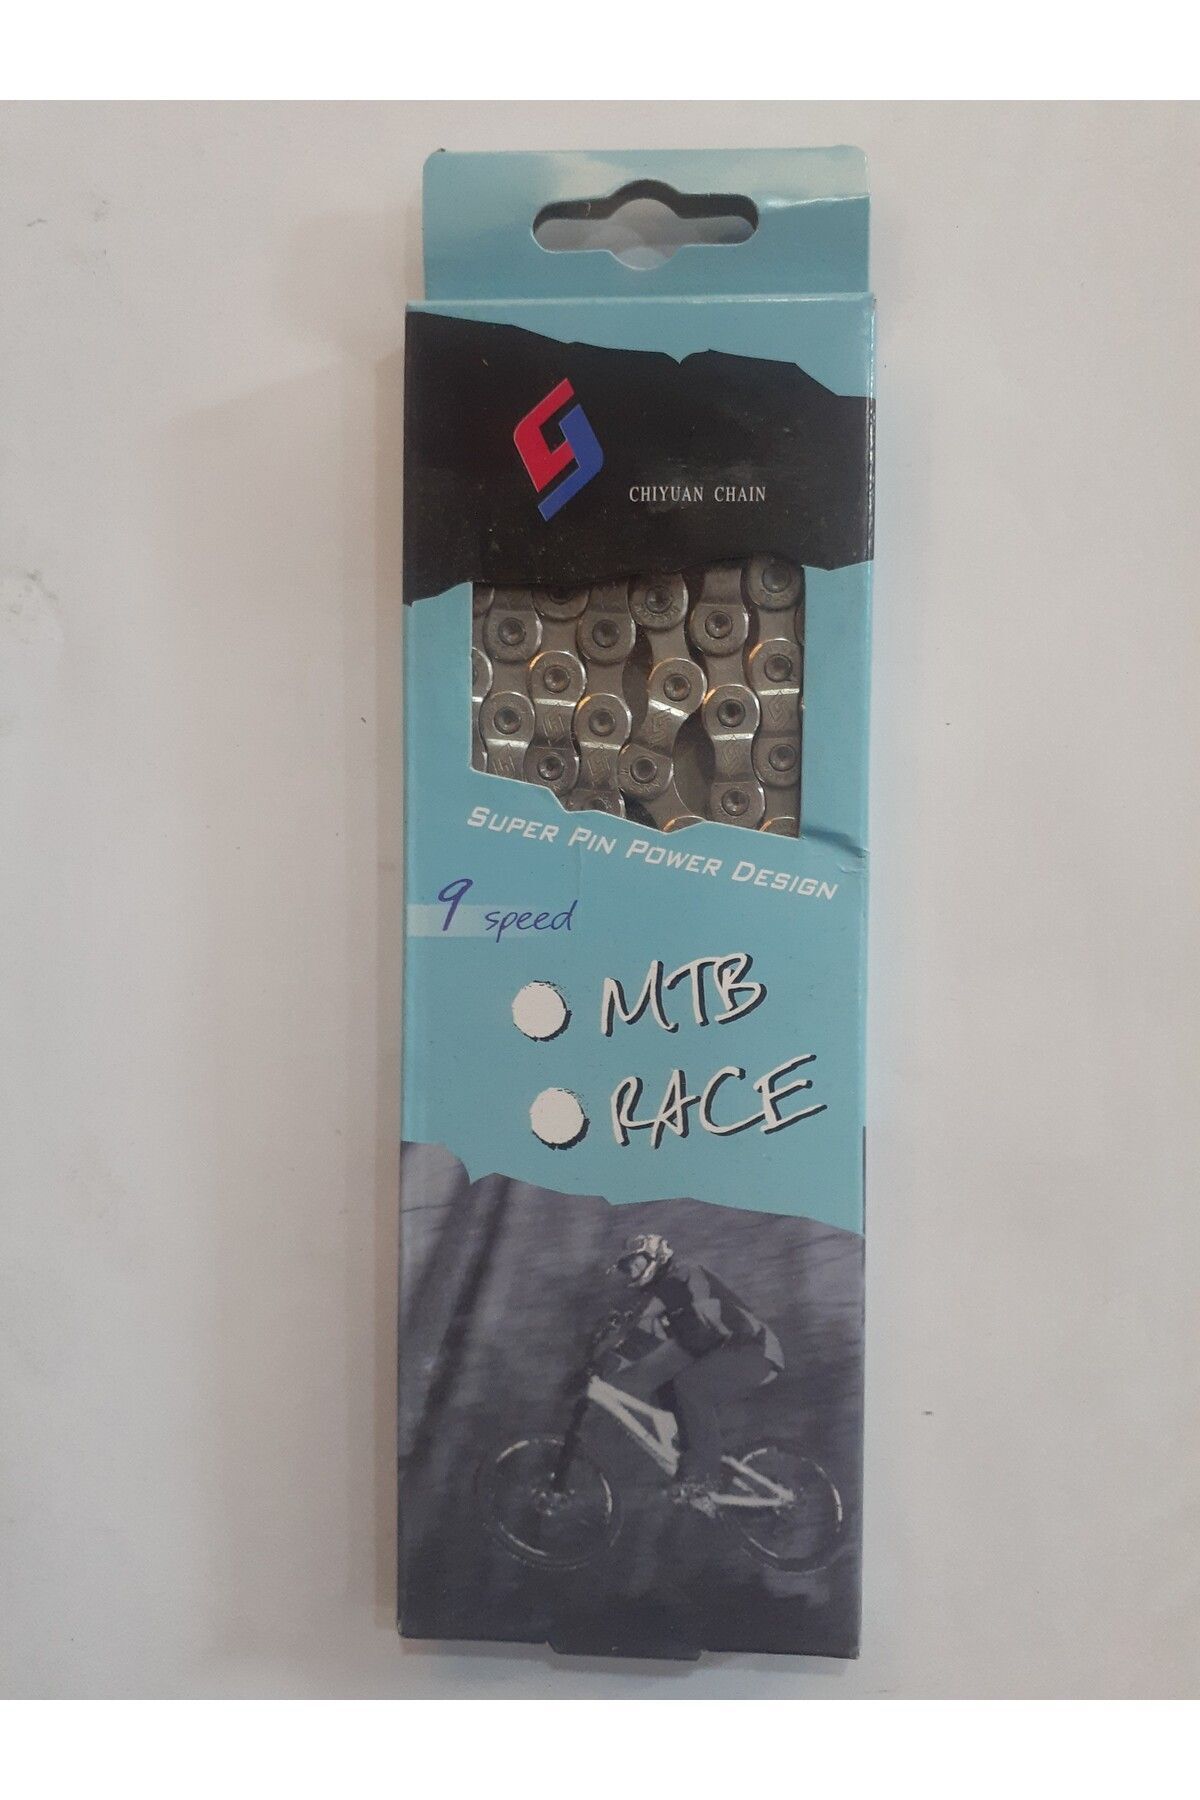 CHIYUAN CHAIN
SUPER PIN POWER DESIGN
9 speed
MTB
RACE